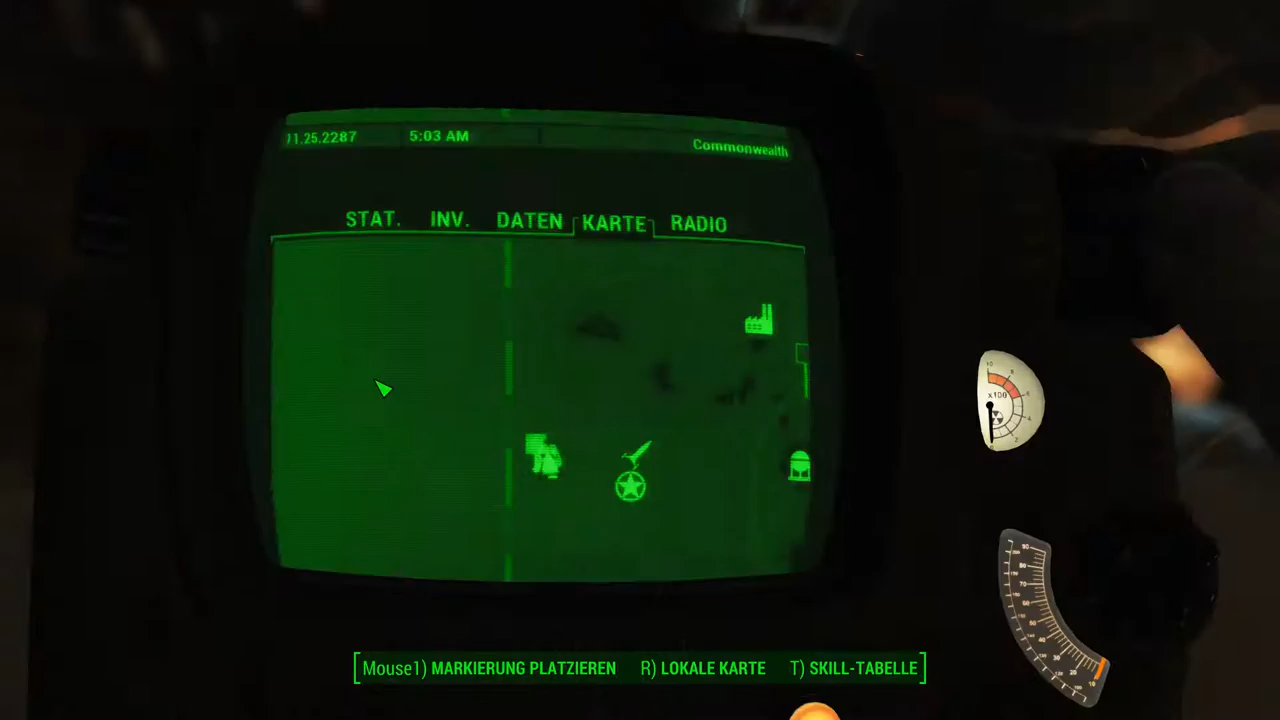 11.25.2287 5:03 AM Commonwealth
STAT. INV. DATEN KARTE RADIO
x100
Mouse1) MARKIERUNG PLATZIEREN R) LOKALE KARTE T) SKILL-TABELLE